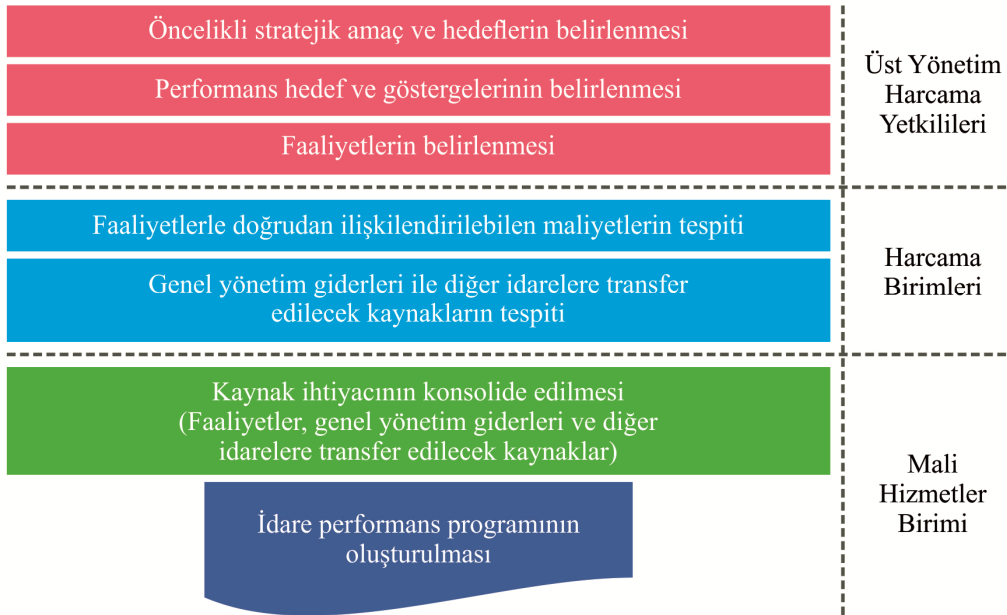 Öncelikli stratejik amaç ve hedeflerin belirlenmesi
Performans hedef ve göstergelerinin belirlenmesi
Faaliyetlerin belirlenmesi
Üst Yönetim
Harcama
Yetkilileri
Faaliyetlerle doğrudan ilişkilendirilebilen maliyetlerin tespiti
Genel yönetim giderleri ile diğer idarelere transfer
edilecek kaynakların tespiti
Harcama
Birimleri
Kaynak ihtiyacının konsolide edilmesi
(Faaliyetler, genel yönetim giderleri ve diğer
idarelere transfer edilecek kaynaklar)
İdare performans programının
oluşturulması
Mali
Hizmetler
Birimi